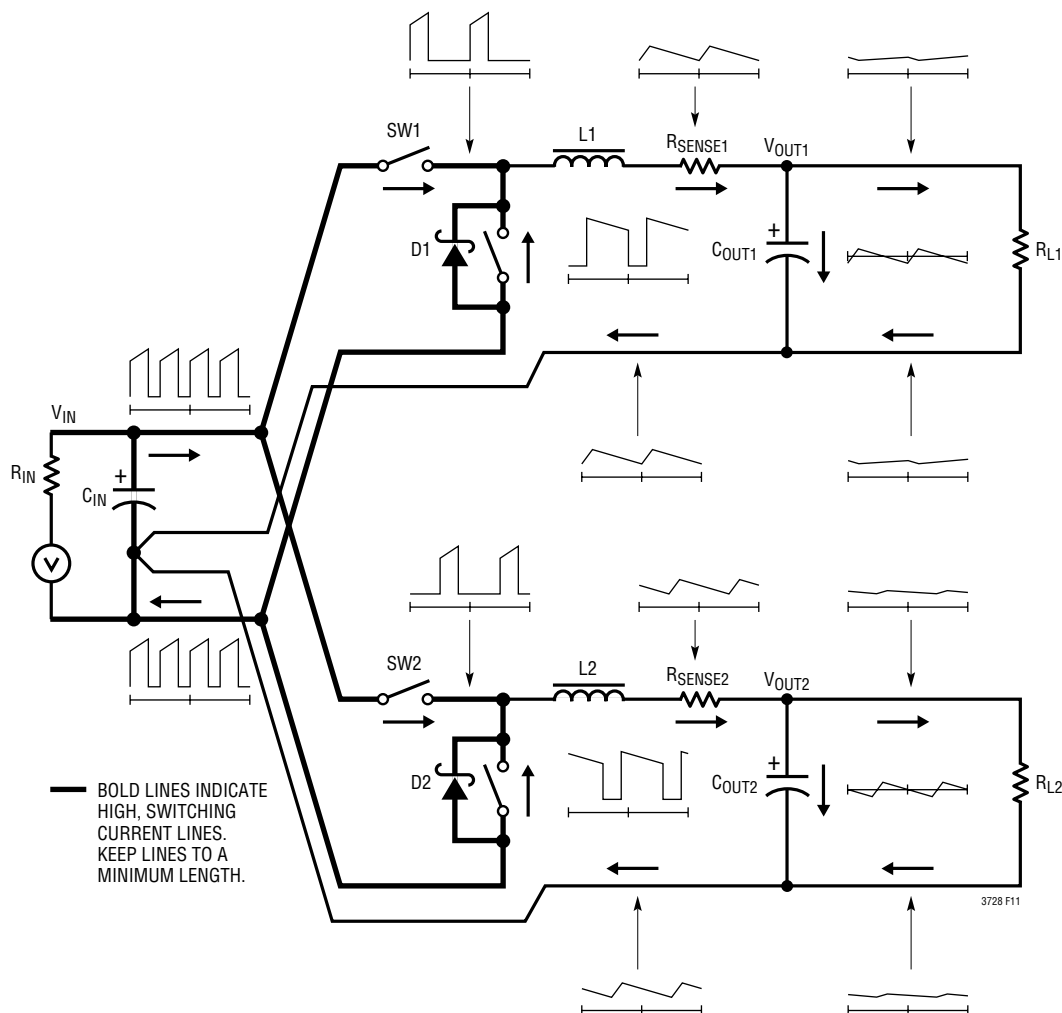 SW1
L1
RSENSE1
VOUT1
D1
+
COUT1
RL1
VIN
RIN
+
CIN
V
SW2
L2
RSENSE2
VOUT2
D2
+
COUT2
RL2
BOLD LINES INDICATE
HIGH, SWITCHING
CURRENT LINES.
KEEP LINES TO A
MINIMUM LENGTH.
3728 F11